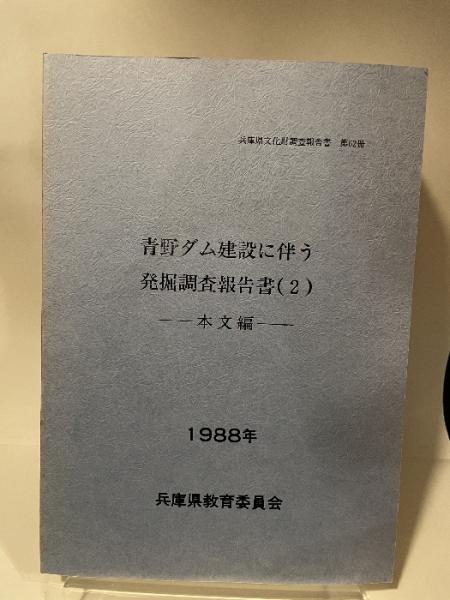 兵庫県文化財調査報告書 第62冊
青野ダム建設に伴う
発掘調査報告書(2)
――本文編――
1988年
兵庫県教育委員会